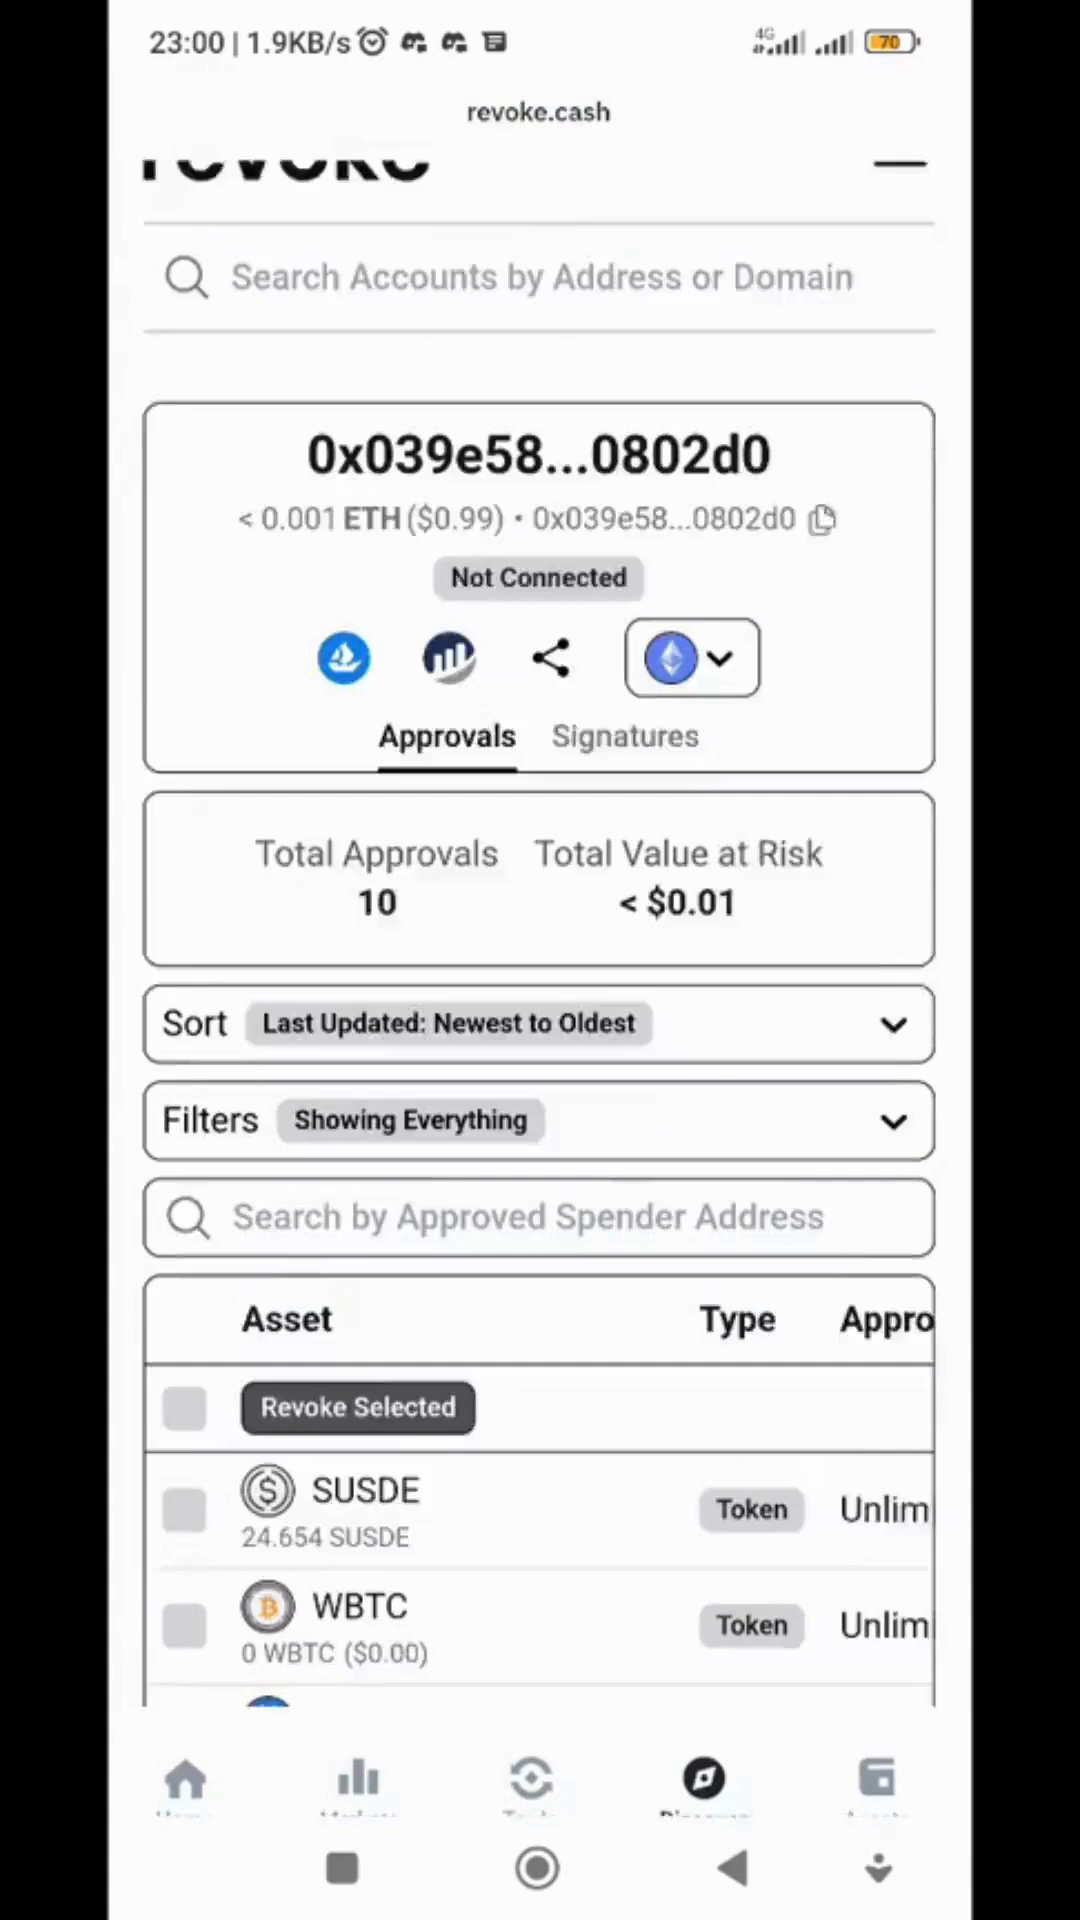 23:00 | 1.9KB/s 4G 70
revoke.cash
Search Accounts by Address or Domain
0x039e58...0802d0
< 0.001 ETH ($0.99) • 0x039e58...0802d0
Not Connected
Approvals Signatures
Total Approvals Total Value at Risk
10 < $0.01
Sort Last Updated: Newest to Oldest
Filters Showing Everything
Search by Approved Spender Address
Asset Type Appro
Revoke Selected
SUSDE Token Unlim
24.654 SUSDE
WBTC Token Unlim
0 WBTC ($0.00)